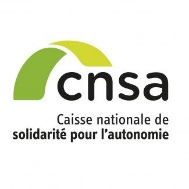 cnsa
Caisse nationale de
solidarité pour l'autonomie